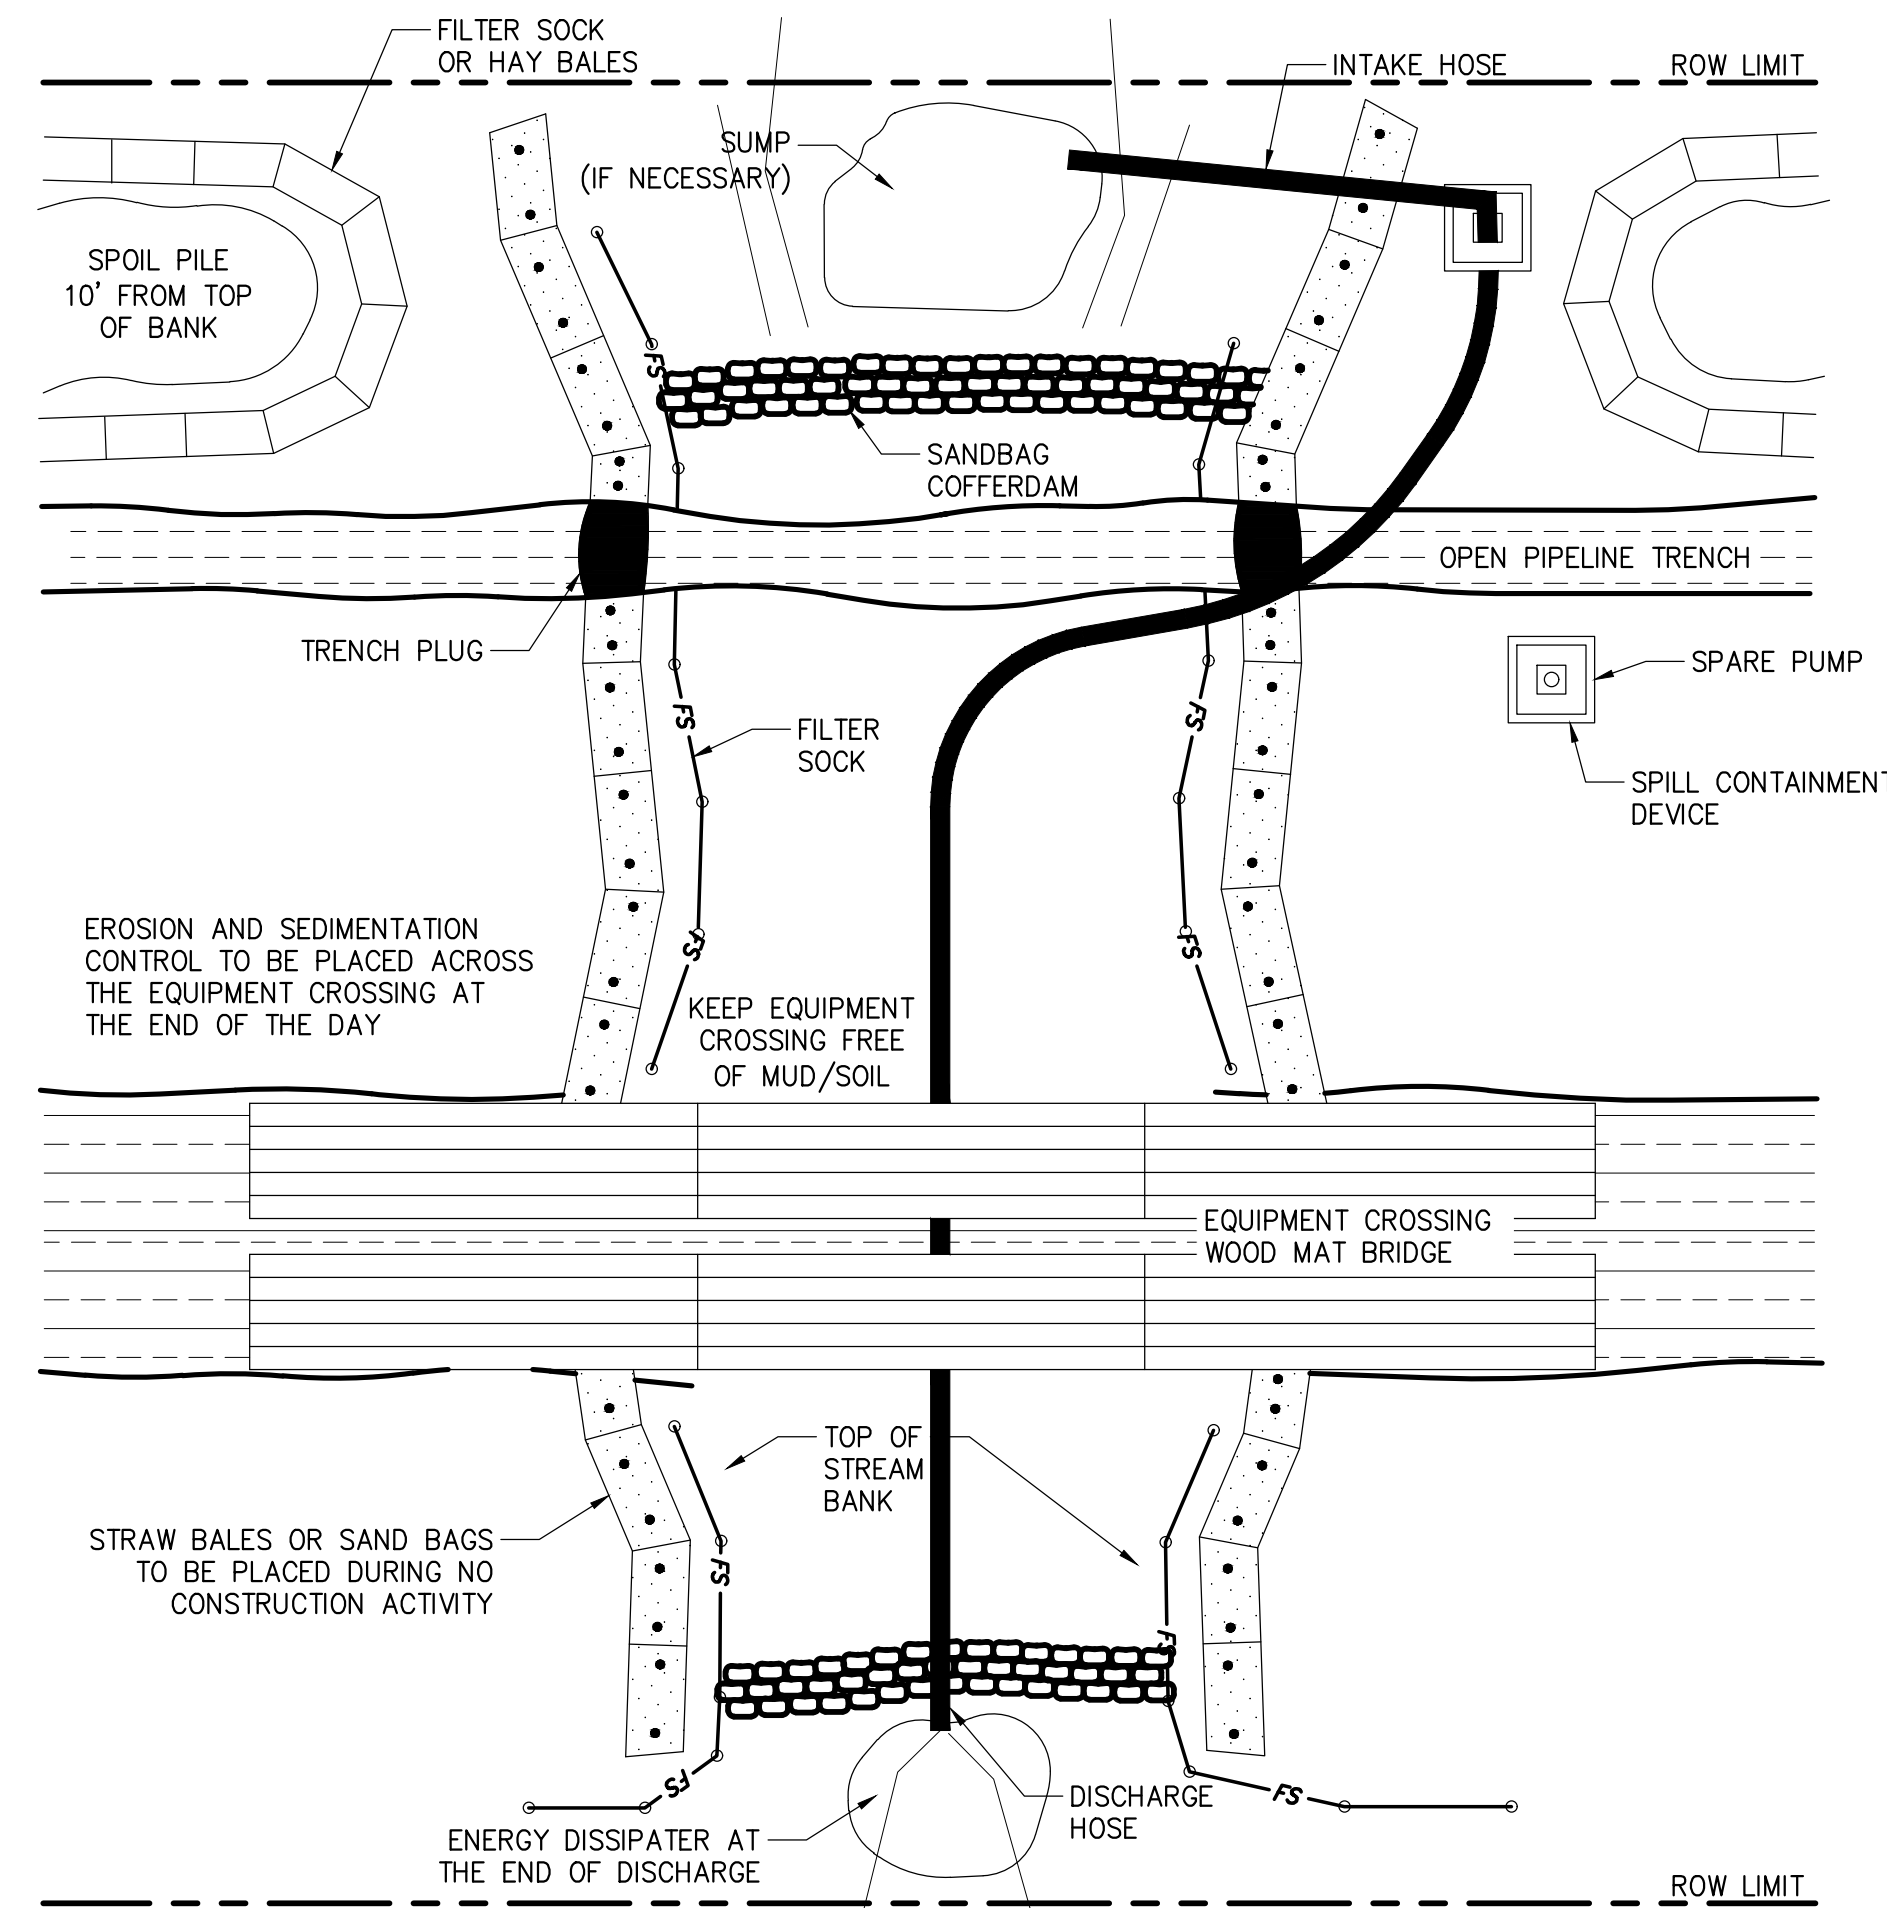 FILTER SOCK
OR HAY BALES
INTAKE HOSE
ROW LIMIT
SUMP
(IF NECESSARY)
SPOIL PILE
10' FROM TOP
OF BANK
FS
SANDBAG
COFFERDAM
OPEN PIPELINE TRENCH
TRENCH PLUG
SPARE PUMP
FS
FS
FILTER
SOCK
SPILL CONTAINMENT
DEVICE
EROSION AND SEDIMENTATION
CONTROL TO BE PLACED ACROSS
THE EQUIPMENT CROSSING AT
THE END OF THE DAY
FS
FS
KEEP EQUIPMENT
CROSSING FREE
OF MUD/SOIL
EQUIPMENT CROSSING
WOOD MAT BRIDGE
TOP OF
STREAM
BANK
STRAW BALES OR SAND BAGS
TO BE PLACED DURING NO
CONSTRUCTION ACTIVITY
FS
FS
FS
FS
DISCHARGE
HOSE
ENERGY DISSIPATER AT
THE END OF DISCHARGE
ROW LIMIT